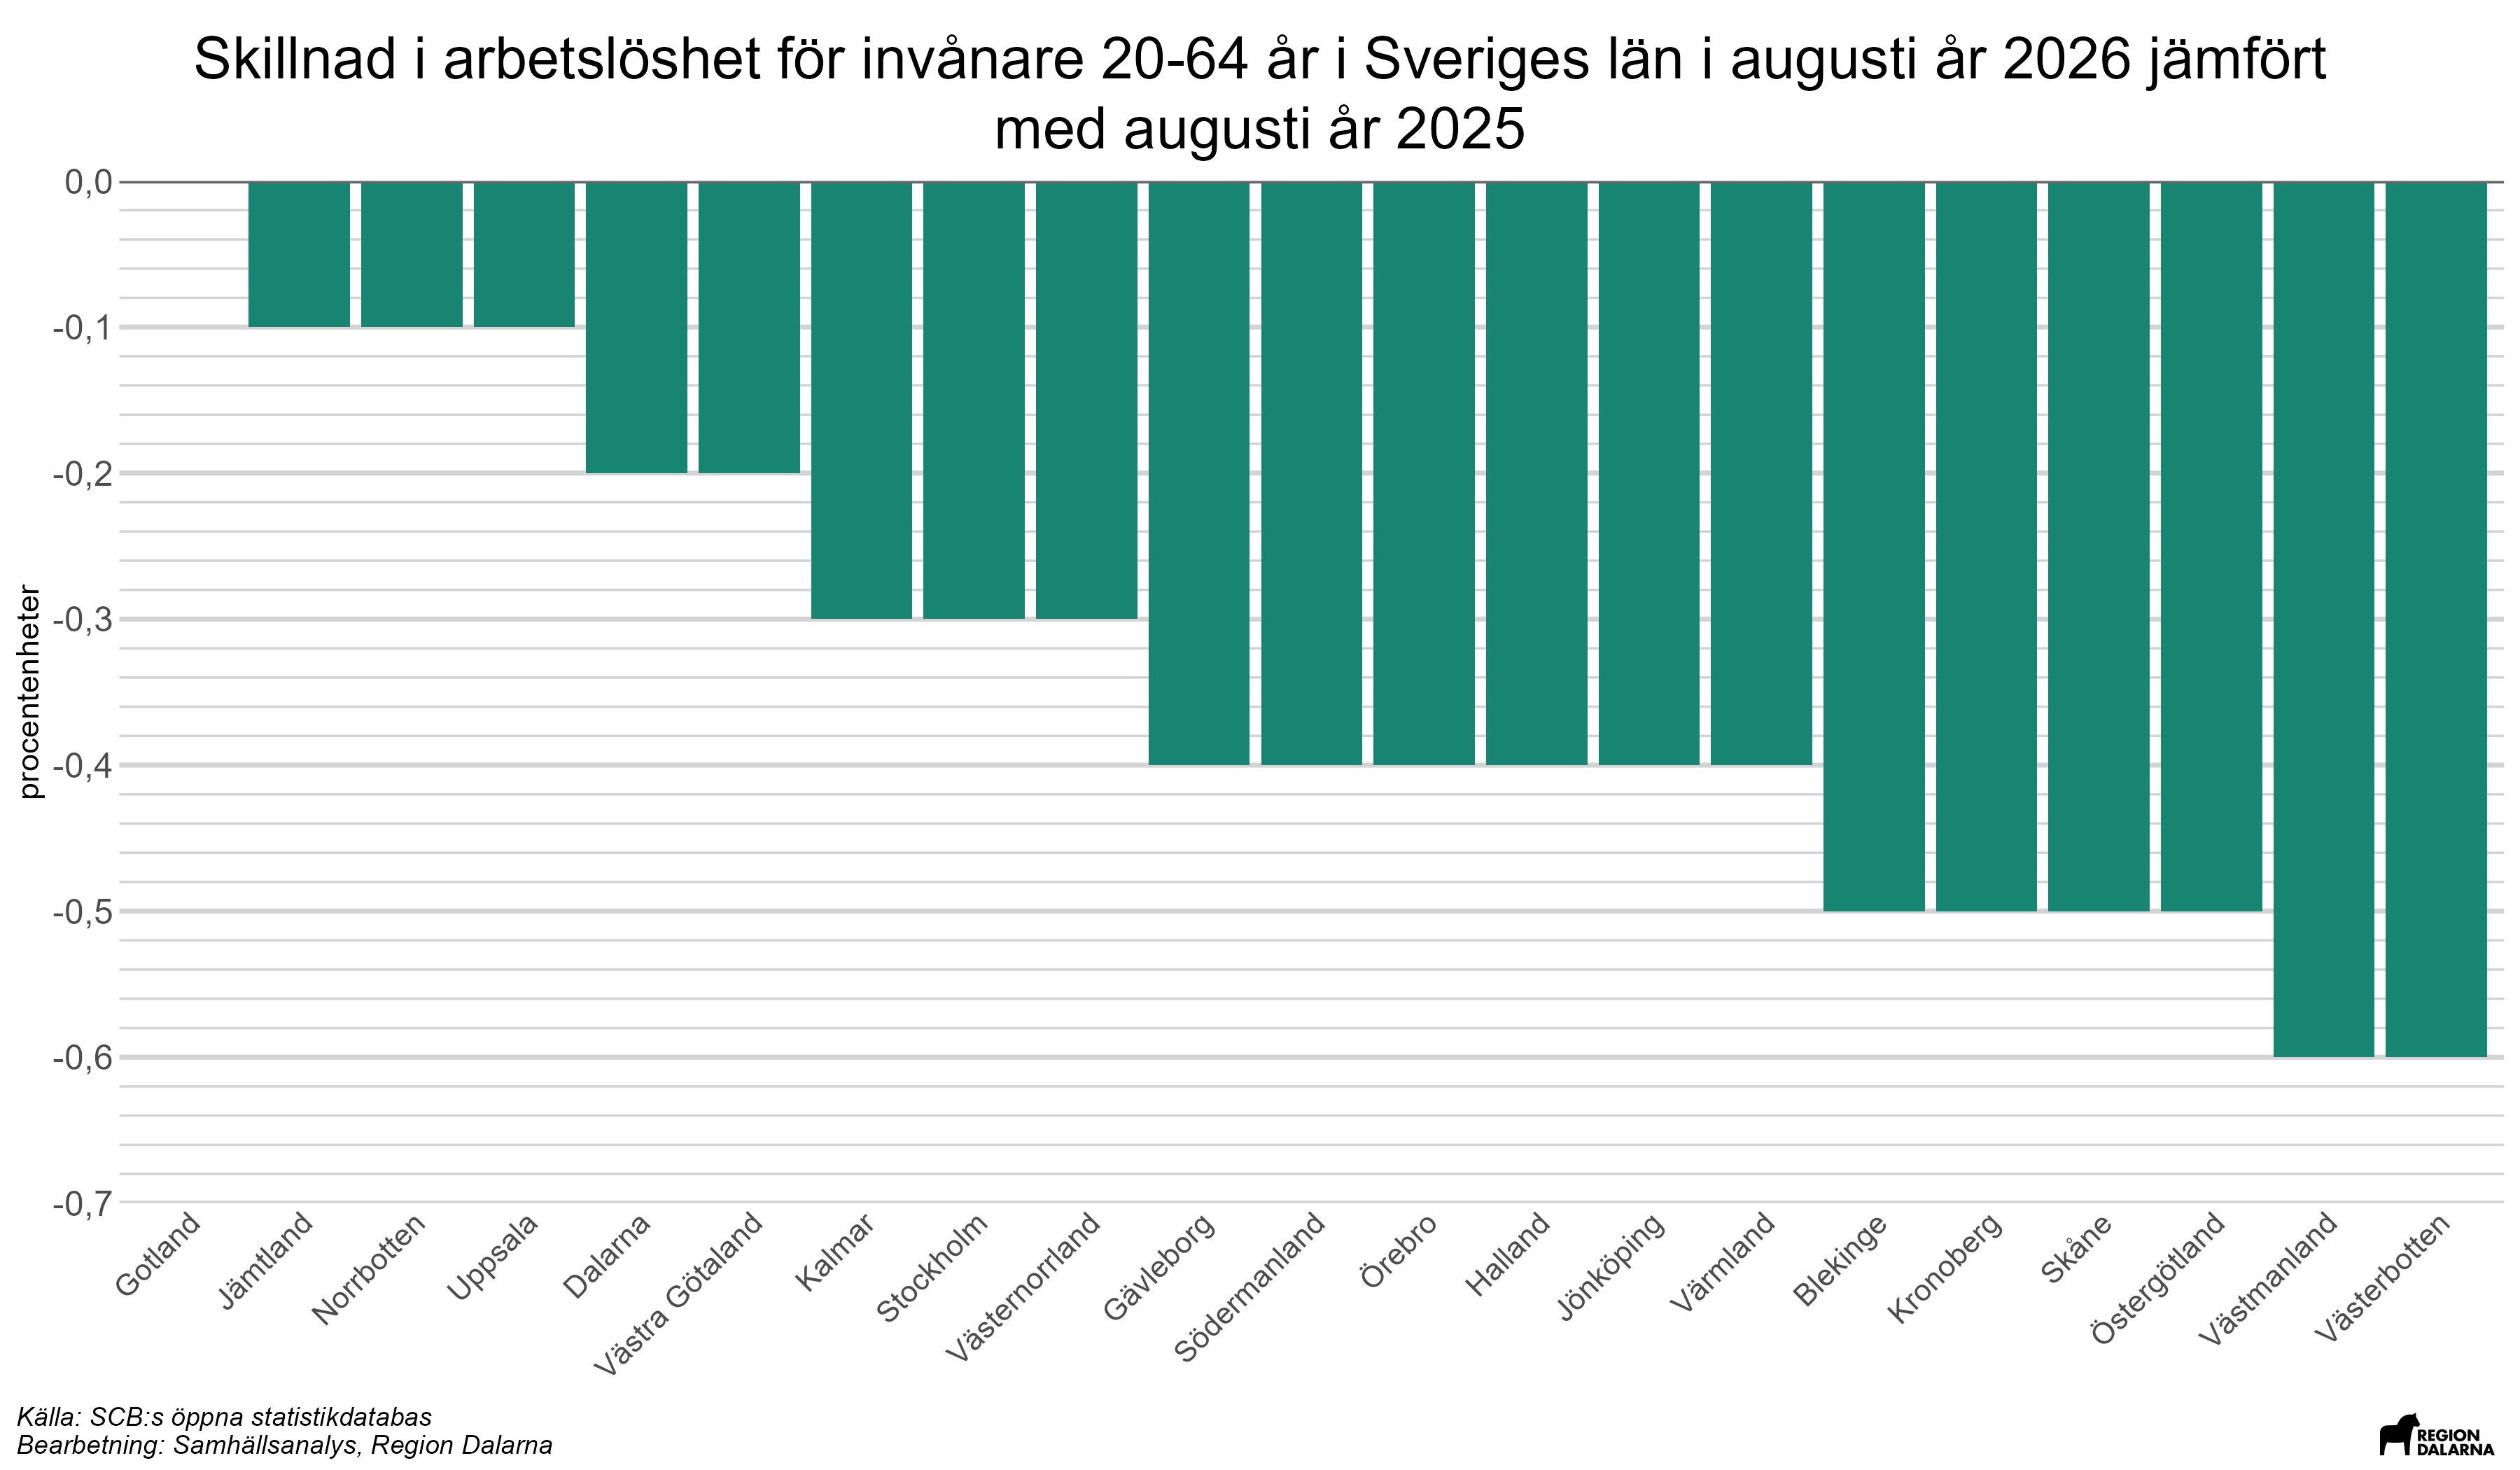 Skillnad i arbetslöshet för invånare 20-64 år i Sveriges län i augusti år 2026 jämfört
med augusti år 2025
0,0
-0,1
-0,2
-0,3
-0,4
-0,5
-0,6
-0,7
procentenheter
Gotland
Jämtland
Norrbotten
Uppsala
Dalarna
Västra Götaland
Kalmar
Stockholm
Västernorrland
Gävleborg
Södermanland
Örebro
Halland
Jönköping
Värmland
Blekinge
Kronoberg
Skåne
Östergötland
Västmanland
Västerbotten
Källa: SCB:s öppna statistikdatabas
Bearbetning: Samhällsanalys, Region Dalarna
REGION
DALARNA